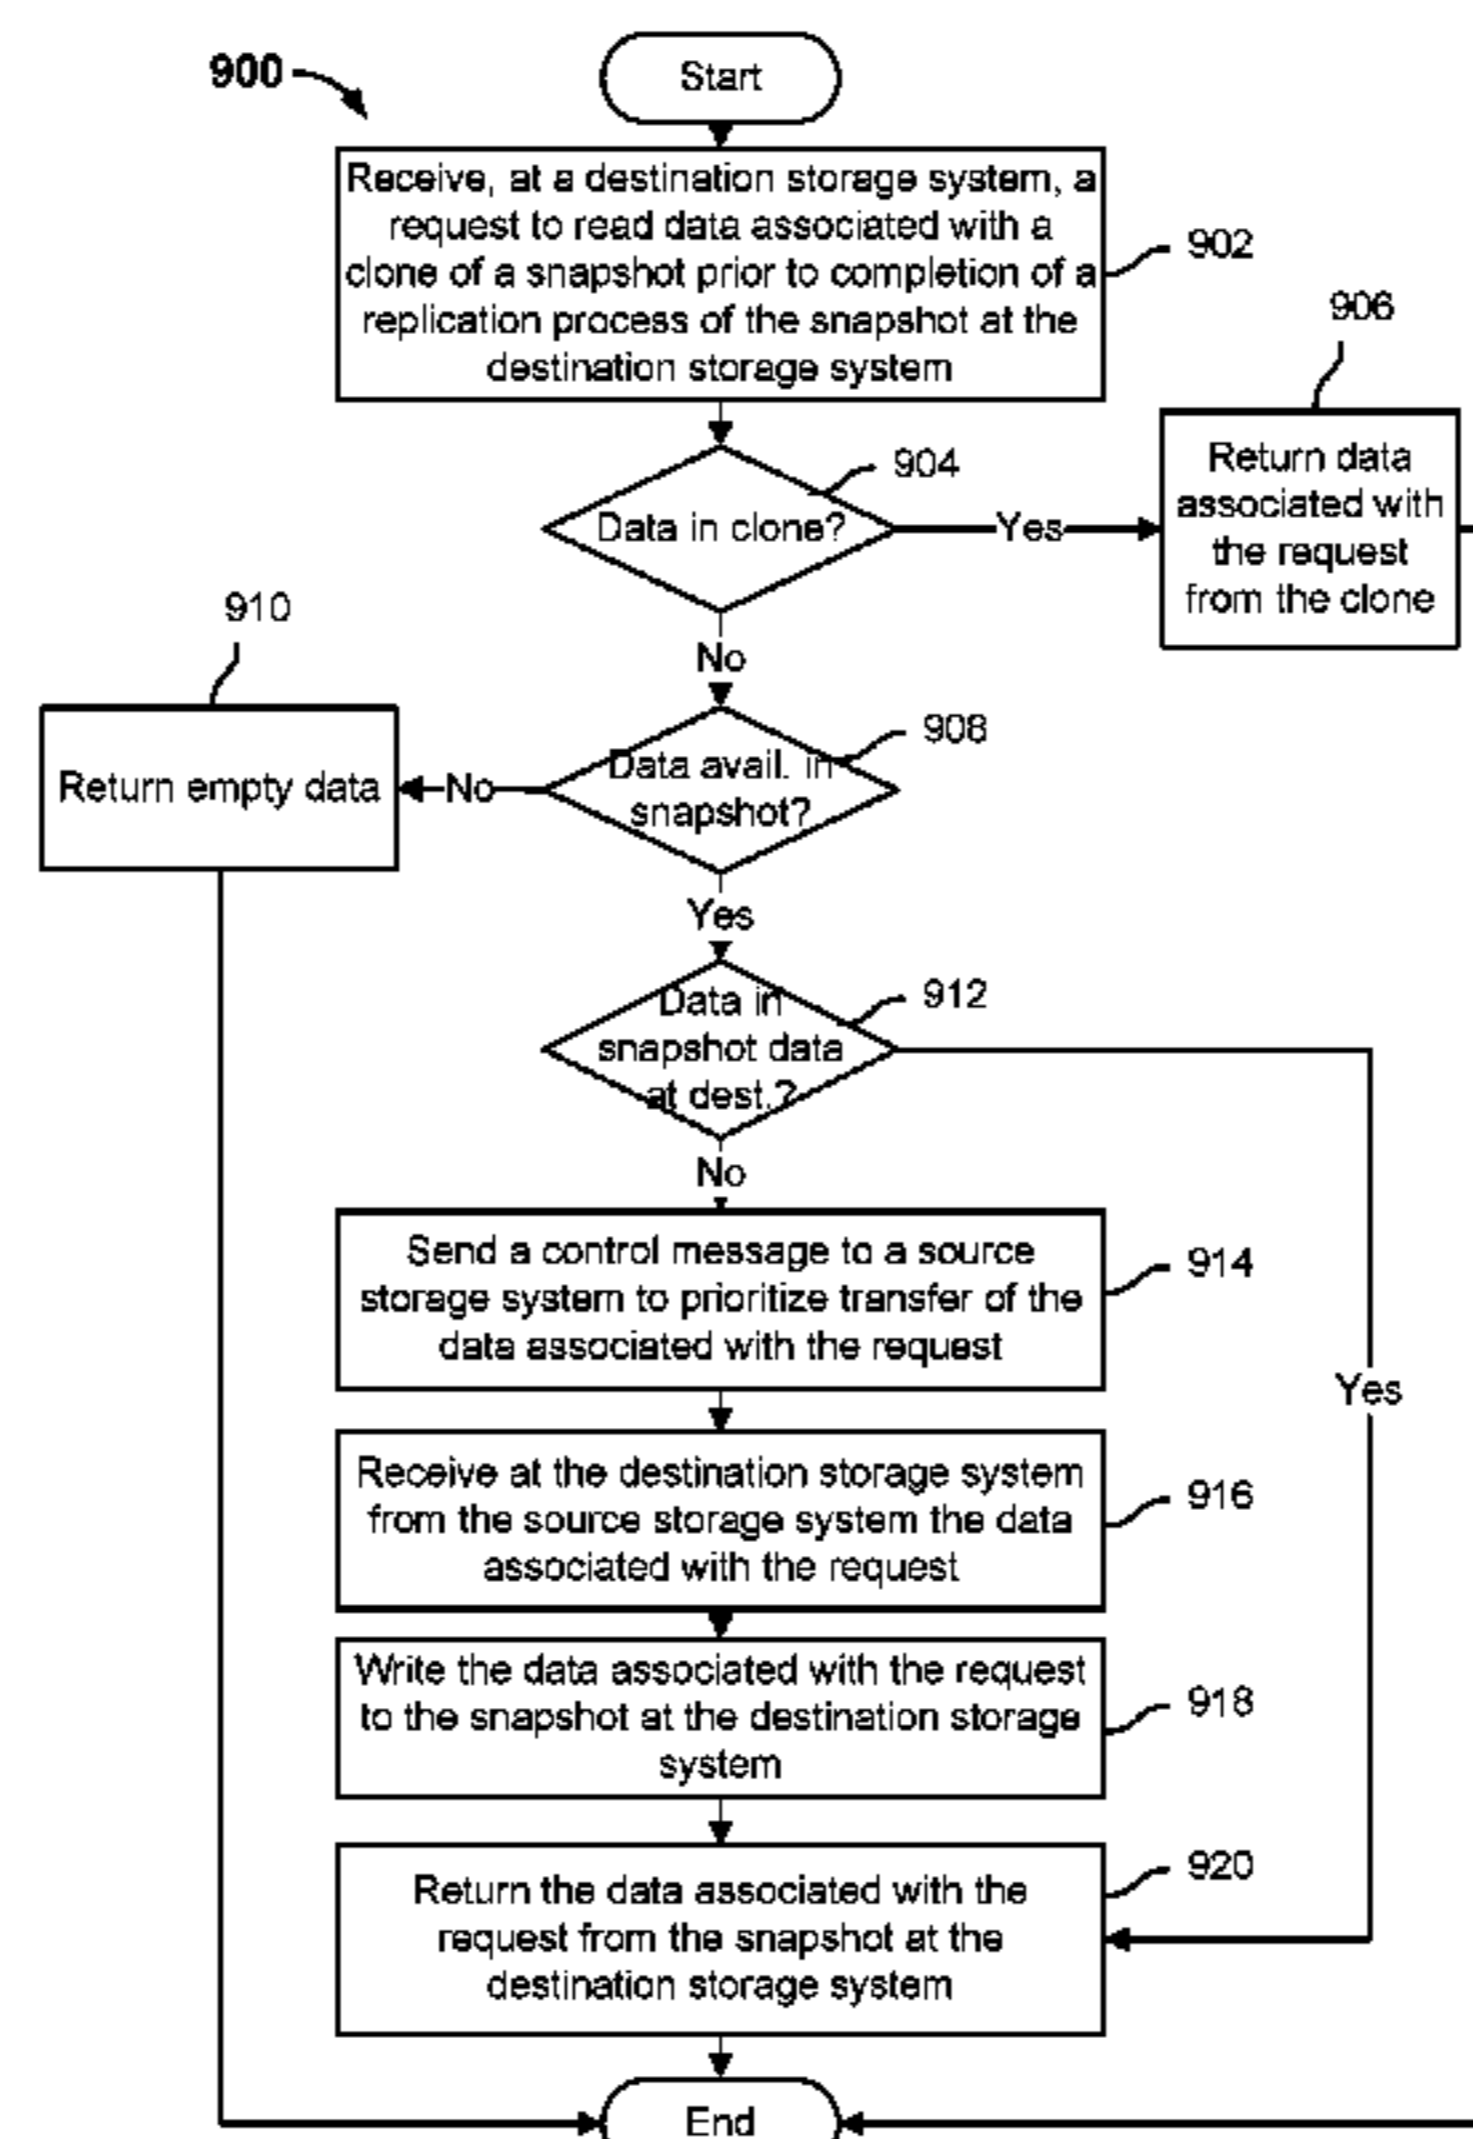 900
Start
Receive, at a destination storage system, a
request to read data associated with a
clone of a snapshot prior to completion of a
replication process of the snapshot at the
destination storage system
902
906
904
Data in clone?
Yes
Return data
associated with
the request
from the clone
No
910
908
Return empty data
No
Data avail. in
snapshot?
Yes
912
Data in
snapshot data
at dest.?
No
Send a control message to a source
storage system to prioritize transfer of the
data associated with the request
914
Yes
Receive at the destination storage system
from the source storage system the data
associated with the request
916
Write the data associated with the request
to the snapshot at the destination storage
system
918
Return the data associated with the
request from the snapshot at the
destination storage system
920
End